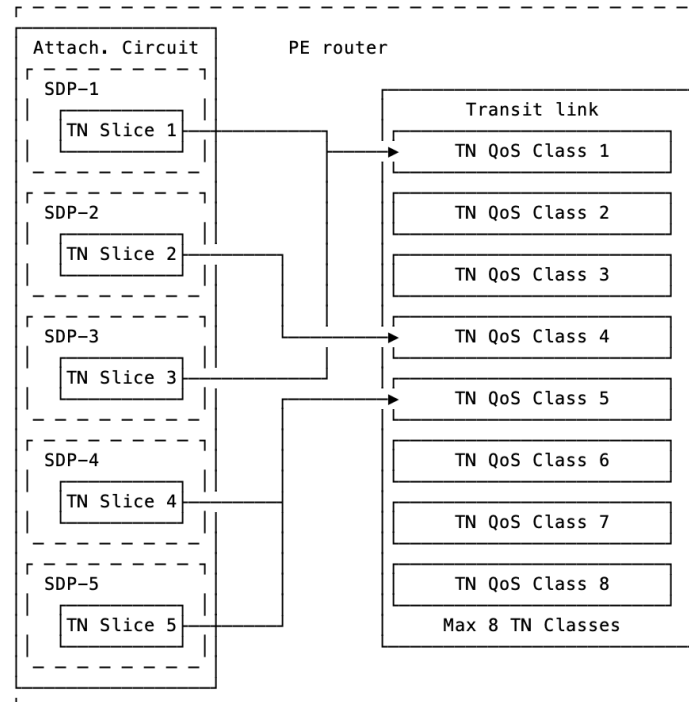 Attach. Circuit
PE router
SDP-1
TN Slice 1
SDP-2
TN Slice 2
SDP-3
TN Slice 3
SDP-4
TN Slice 4
SDP-5
TN Slice 5
Transit link
TN QoS Class 1
TN QoS Class 2
TN QoS Class 3
TN QoS Class 4
TN QoS Class 5
TN QoS Class 6
TN QoS Class 7
TN QoS Class 8
Max 8 TN Classes